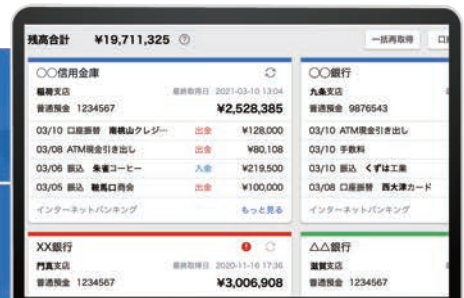 残高合計 ¥19,711,325 ?
一括再取得
〇〇信用金庫
稲荷支店 最終取得日 2021-03-10 13:04
普通預金 1234567 ¥2,528,385
03/10 口座振替 南桃山クレジ… 出金 ¥128,000
03/08 ATM現金引き出し 出金 ¥80,108
03/06 振込 朱雀コーヒー 入金 ¥219,500
03/05 振込 鞍馬口商会 出金 ¥100,000
インターネットバンキング もっと見る
〇〇銀行
九条支店
普通預金 9876543
03/10 ATM現金引き出し
03/10 手数料
03/10 振込 くずは工業
03/08 口座振替 西大津カード
インターネットバンキング
XX銀行
門真支店 最終取得日 2020-11-16 17:36
普通預金 1234567 ¥3,006,908
△△銀行
滋賀支店
普通預金 1234567